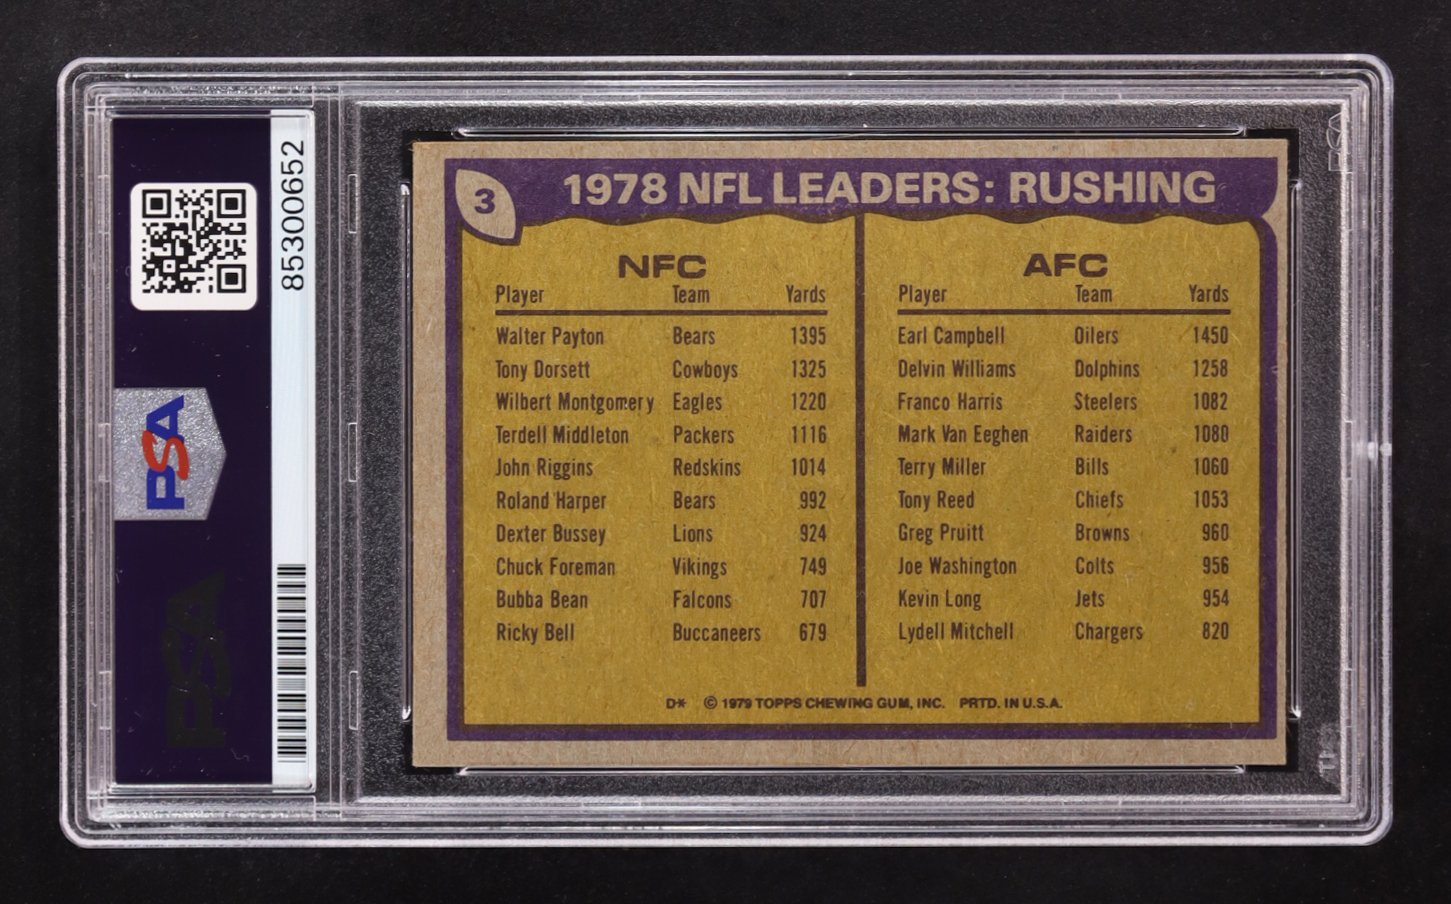 85300652
PSA
PSA
3
1978 NFL LEADERS: RUSHING
NFC
Player Team Yards
Walter Payton Bears 1395
Tony Dorsett Cowboys 1325
Wilbert Montgomery Eagles 1220
Terdell Middleton Packers 1116
John Riggins Redskins 1014
Roland Harper Bears 992
Dexter Bussey Lions 924
Chuck Foreman Vikings 749
Bubba Bean Falcons 707
Ricky Bell Buccaneers 679
AFC
Player Team Yards
Earl Campbell Oilers 1450
Delvin Williams Dolphins 1258
Franco Harris Steelers 1082
Mark Van Eeghen Raiders 1080
Terry Miller Bills 1060
Tony Reed Chiefs 1053
Greg Pruitt Browns 960
Joe Washington Colts 956
Kevin Long Jets 954
Lydell Mitchell Chargers 820
D* © 1979 TOPPS CHEWING GUM, INC. PRTD. IN U.S.A.
PSA